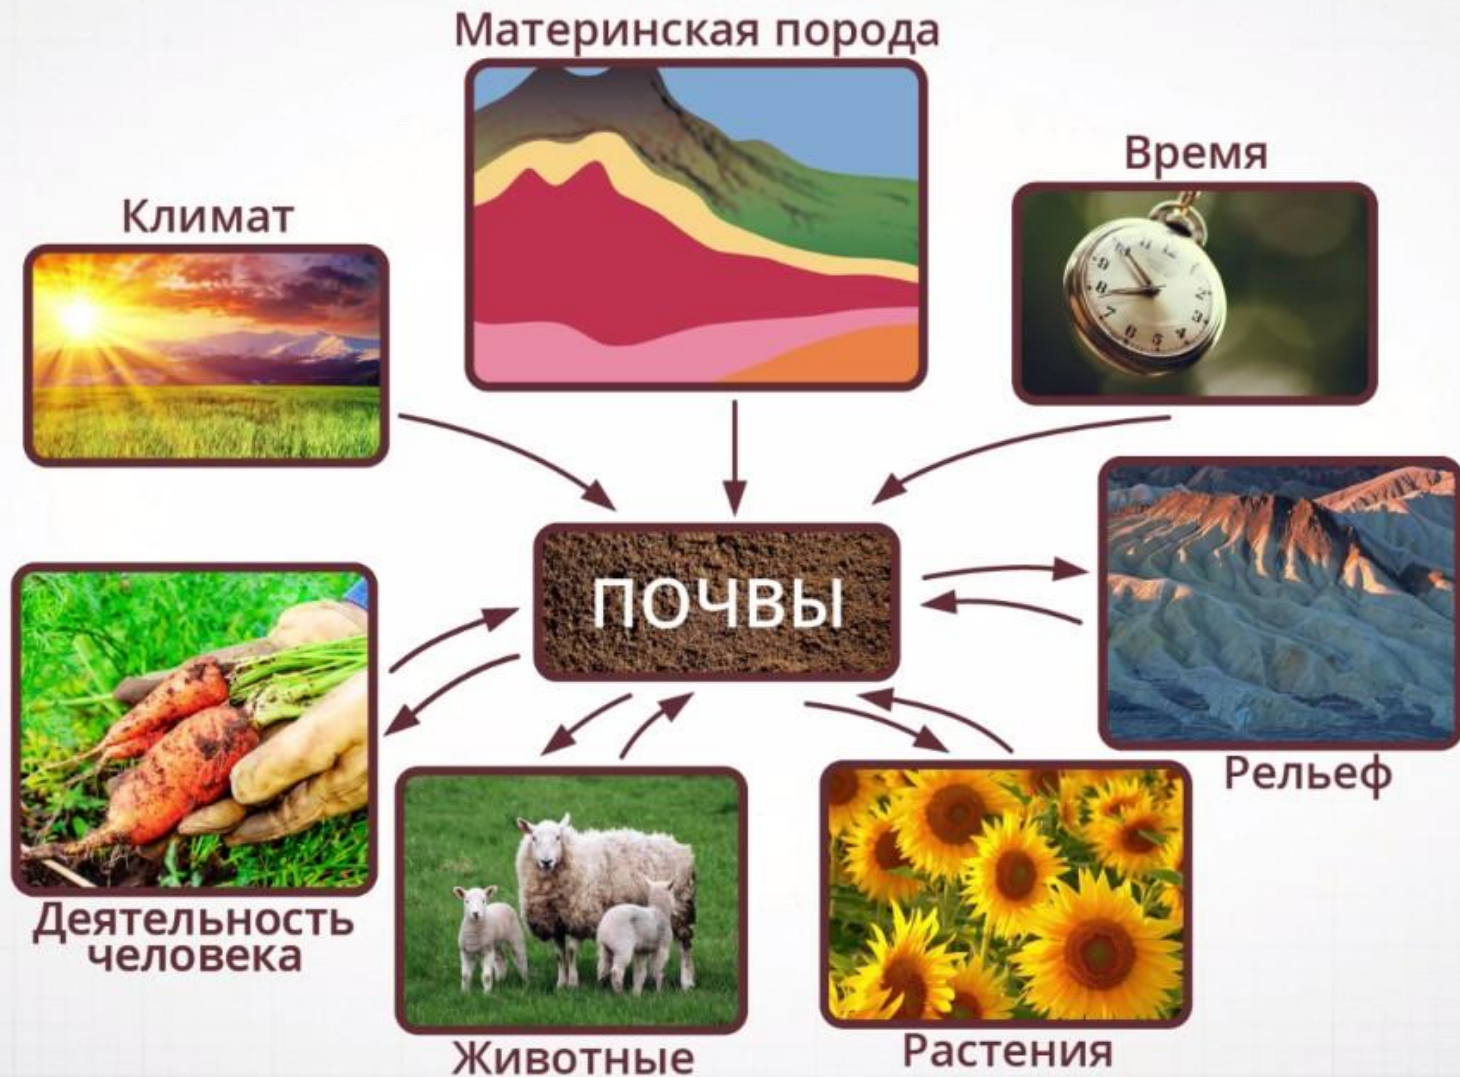 Материнская порода
Время
Климат
почвы
Рельеф
Деятельность
человека
Животные
Растения